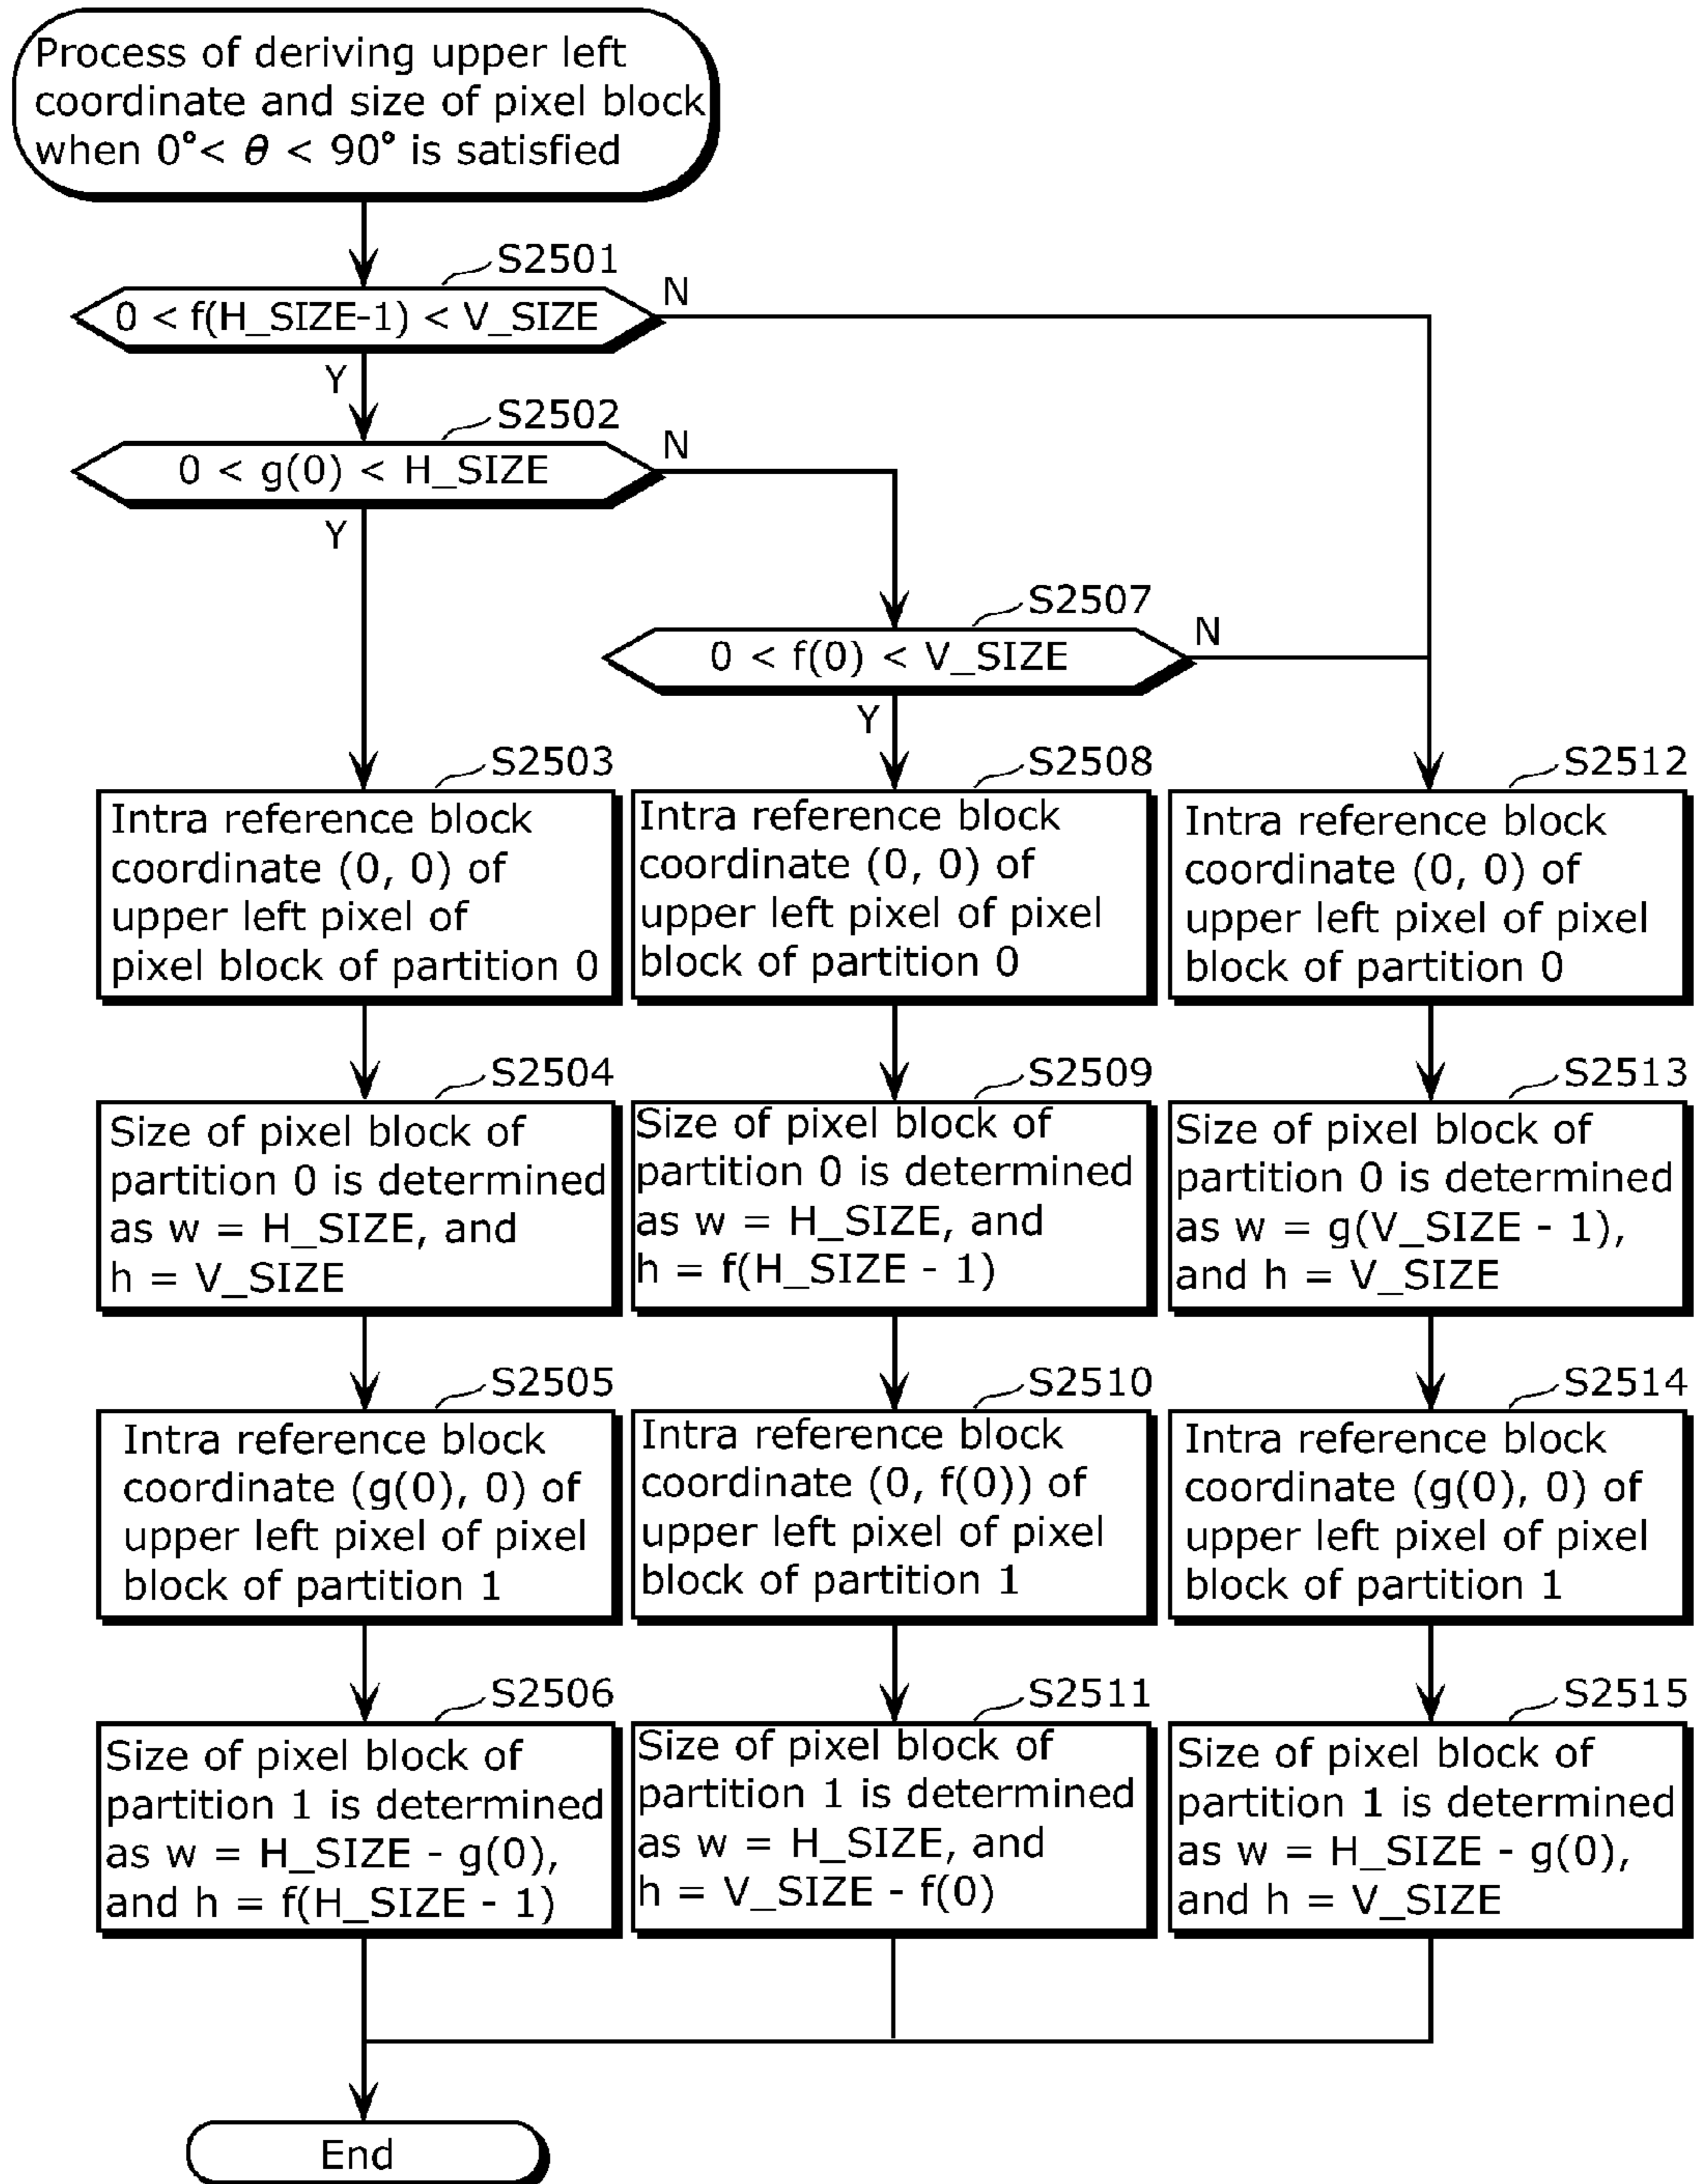 Process of deriving upper left
coordinate and size of pixel block
when 0°< θ < 90° is satisfied
S2501
0 < f(H_SIZE-1) < V_SIZE
N
Y
S2502
0 < g(0) < H_SIZE
N
Y
S2507
0 < f(0) < V_SIZE
N
Y
S2503
Intra reference block
coordinate (0, 0) of
upper left pixel of
pixel block of partition 0
S2508
Intra reference block
coordinate (0, 0) of
upper left pixel of pixel
block of partition 0
S2512
Intra reference block
coordinate (0, 0) of
upper left pixel of pixel
block of partition 0
S2504
Size of pixel block of
partition 0 is determined
as w = H_SIZE, and
h = V_SIZE
S2509
Size of pixel block of
partition 0 is determined
as w = H_SIZE, and
h = f(H_SIZE - 1)
S2513
Size of pixel block of
partition 0 is determined
as w = g(V_SIZE - 1),
and h = V_SIZE
S2505
Intra reference block
coordinate (g(0), 0) of
upper left pixel of pixel
block of partition 1
S2510
Intra reference block
coordinate (0, f(0)) of
upper left pixel of pixel
block of partition 1
S2514
Intra reference block
coordinate (g(0), 0) of
upper left pixel of pixel
block of partition 1
S2506
Size of pixel block of
partition 1 is determined
as w = H_SIZE - g(0),
and h = f(H_SIZE - 1)
S2511
Size of pixel block of
partition 1 is determined
as w = H_SIZE, and
h = V_SIZE - f(0)
S2515
Size of pixel block of
partition 1 is determined
as w = H_SIZE - g(0),
and h = V_SIZE
End